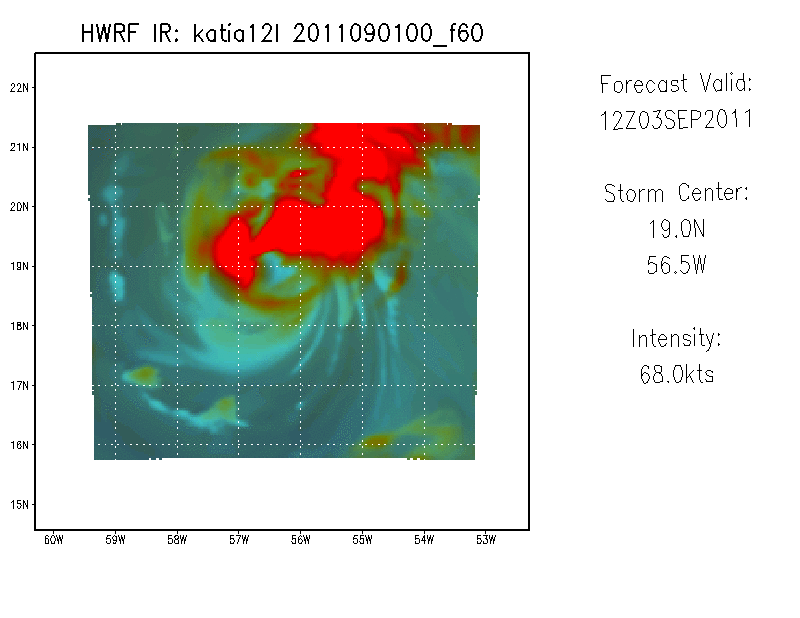 HWRF IR: katia12l 2011090100_f60
Forecast Valid:
12Z03SEP2011
Storm Center:
19.0N
56.5W
Intensity:
68.0kts
22N
21N
20N
19N
18N
17N
16N
15N
60W 59W 58W 57W 56W 55W 54W 53W